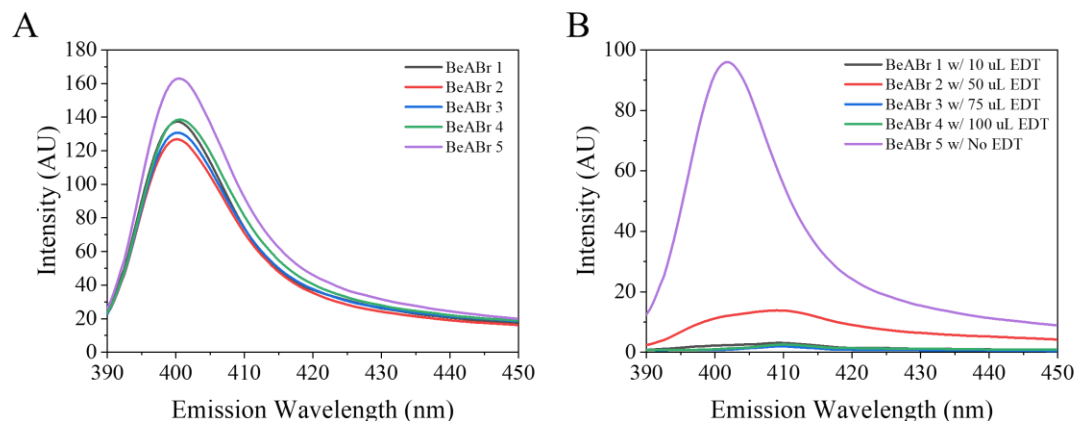 A
180
160
140
120
100
80
60
40
20
0
Intensity (AU)
BeABr 1
BeABr 2
BeABr 3
BeABr 4
BeABr 5
390 400 410 420 430 440 450
Emission Wavelength (nm)
B
100
80
60
40
20
0
Intensity (AU)
BeABr 1 w/ 10 uL EDT
BeABr 2 w/ 50 uL EDT
BeABr 3 w/ 75 uL EDT
BeABr 4 w/ 100 uL EDT
BeABr 5 w/ No EDT
390 400 410 420 430 440 450
Emission Wavelength (nm)